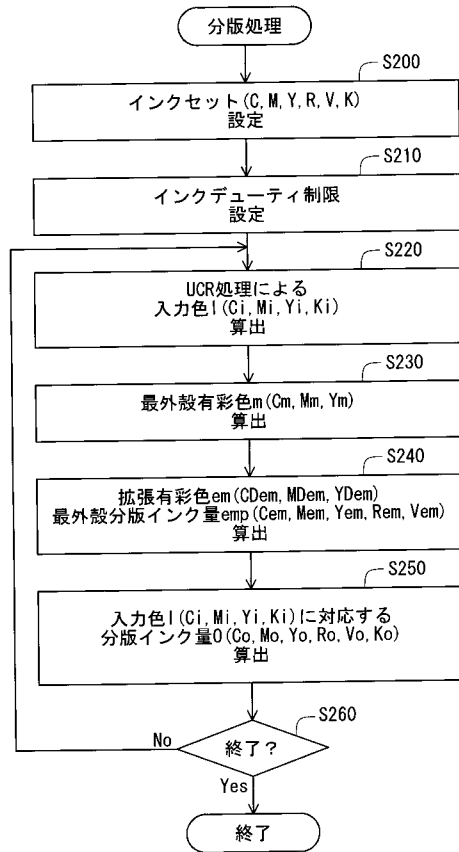 分版処理
S200
インクセット(C, M, Y, R, V, K)
設定
S210
インクデューティ制限
設定
S220
UCR処理による
入力色I(Ci, Mi, Yi, Ki)
算出
S230
最外殻有彩色m(Cm, Mm, Ym)
算出
S240
拡張有彩色em(CDem, MDem, YDem)
最外殻分版インク量emp(Cem, Mem, Yem, Rem, Vem)
算出
S250
入力色I(Ci, Mi, Yi, Ki)に対応する
分版インク量O(Co, Mo, Yo, Ro, Vo, Ko)
算出
S260
No
終了？
Yes
終了